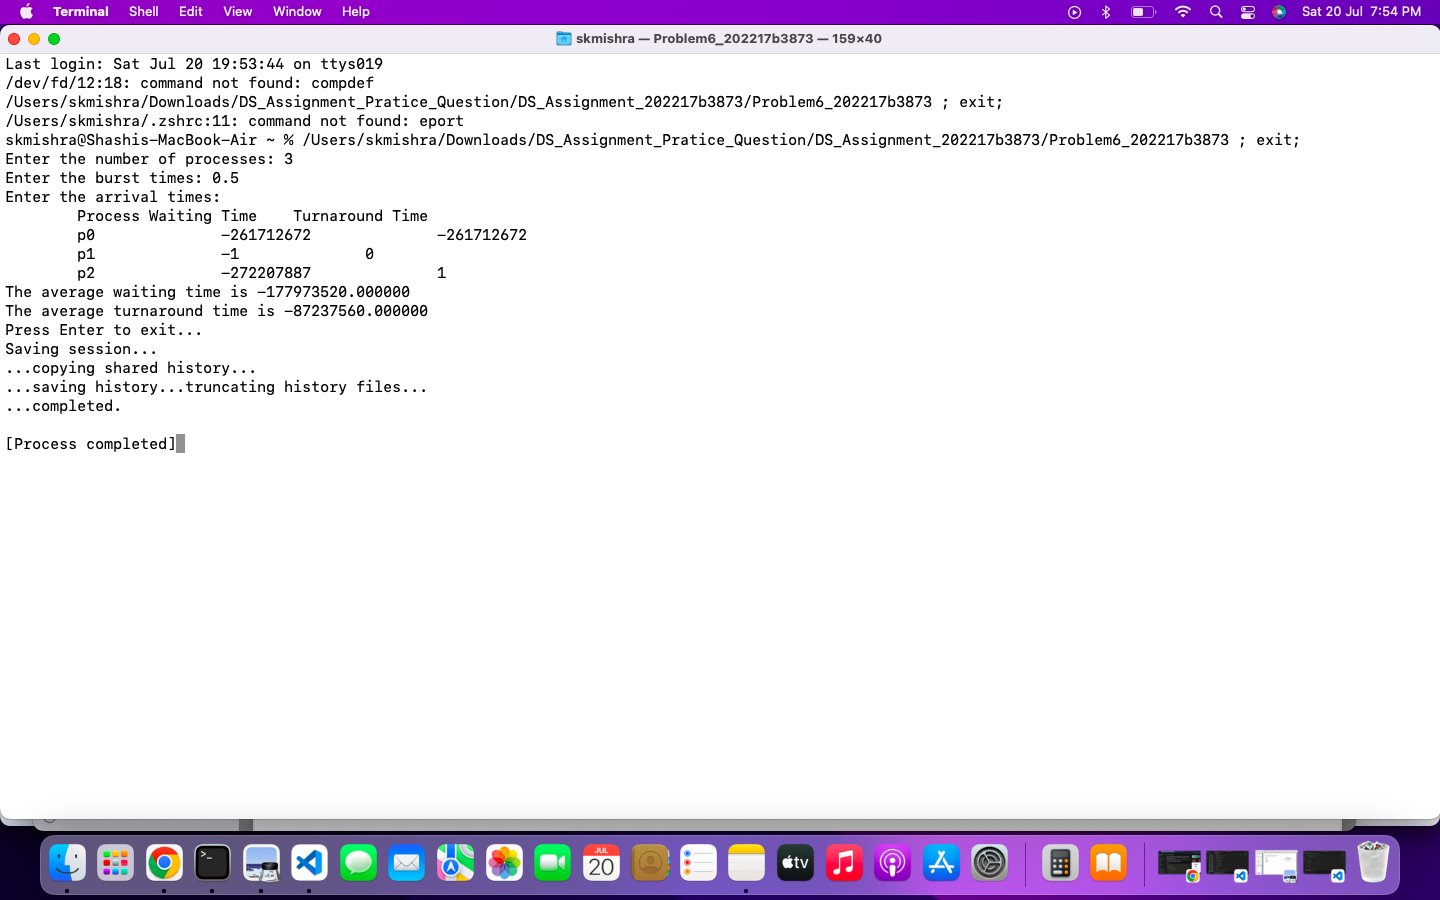 Terminal Shell Edit View Window Help Sat 20 Jul 7:54 PM
skmishra — Problem6_202217b3873 — 159×40
Last login: Sat Jul 20 19:53:44 on ttys019
/dev/fd/12:18: command not found: compdef
/Users/skmishra/Downloads/DS_Assignment_Pratice_Question/DS_Assignment_202217b3873/Problem6_202217b3873 ; exit;
/Users/skmishra/.zshrc:11: command not found: eport
skmishra@Shashis-MacBook-Air ~ % /Users/skmishra/Downloads/DS_Assignment_Pratice_Question/DS_Assignment_202217b3873/Problem6_202217b3873 ; exit;
Enter the number of processes: 3
Enter the burst times: 0.5
Enter the arrival times:
Process Waiting Time Turnaround Time
p0 -261712672 -261712672
p1 -1 0
p2 -272207887 1
The average waiting time is -177973520.000000
The average turnaround time is -87237560.000000
Press Enter to exit...
Saving session...
...copying shared history...
...saving history...truncating history files...
...completed.
[Process completed]
JUL
20
tv